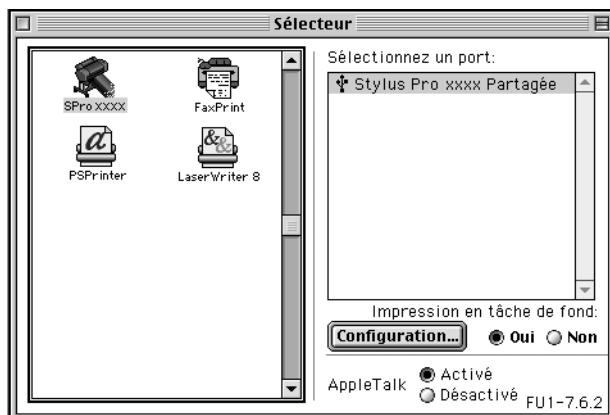 Sélecteur
SPro xxxx
FaxPrint
PSPrinter
LaserWriter 8
Sélectionnez un port:
Stylus Pro xxxx Partagée
Impression en tâche de fond:
Configuration...
Oui Non
AppleTalk
Activé
Désactivé
FU1-7.6.2